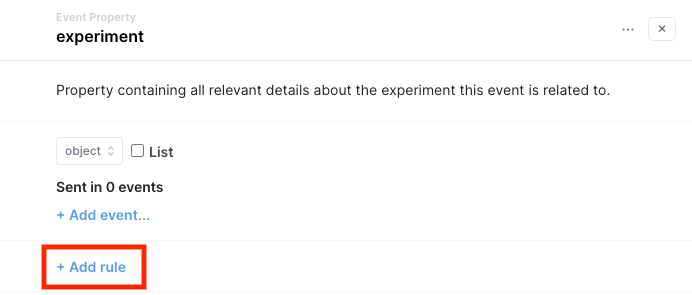 Event Property
experiment
Property containing all relevant details about the experiment this event is related to.
object List
Sent in 0 events
+ Add event...
+ Add rule